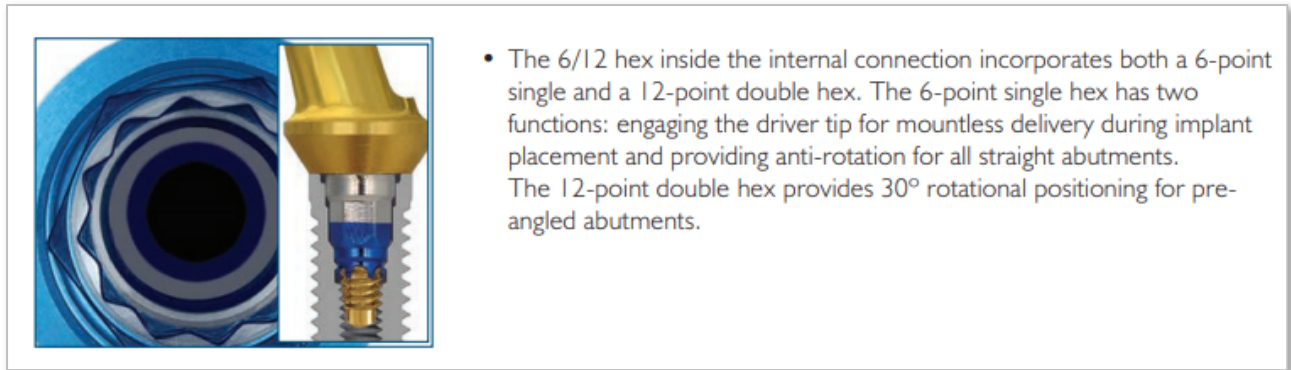 • The 6/12 hex inside the internal connection incorporates both a 6-point
single and a 12-point double hex. The 6-point single hex has two
functions: engaging the driver tip for mountless delivery during implant
placement and providing anti-rotation for all straight abutments.
The 12-point double hex provides 30º rotational positioning for pre-
angled abutments.